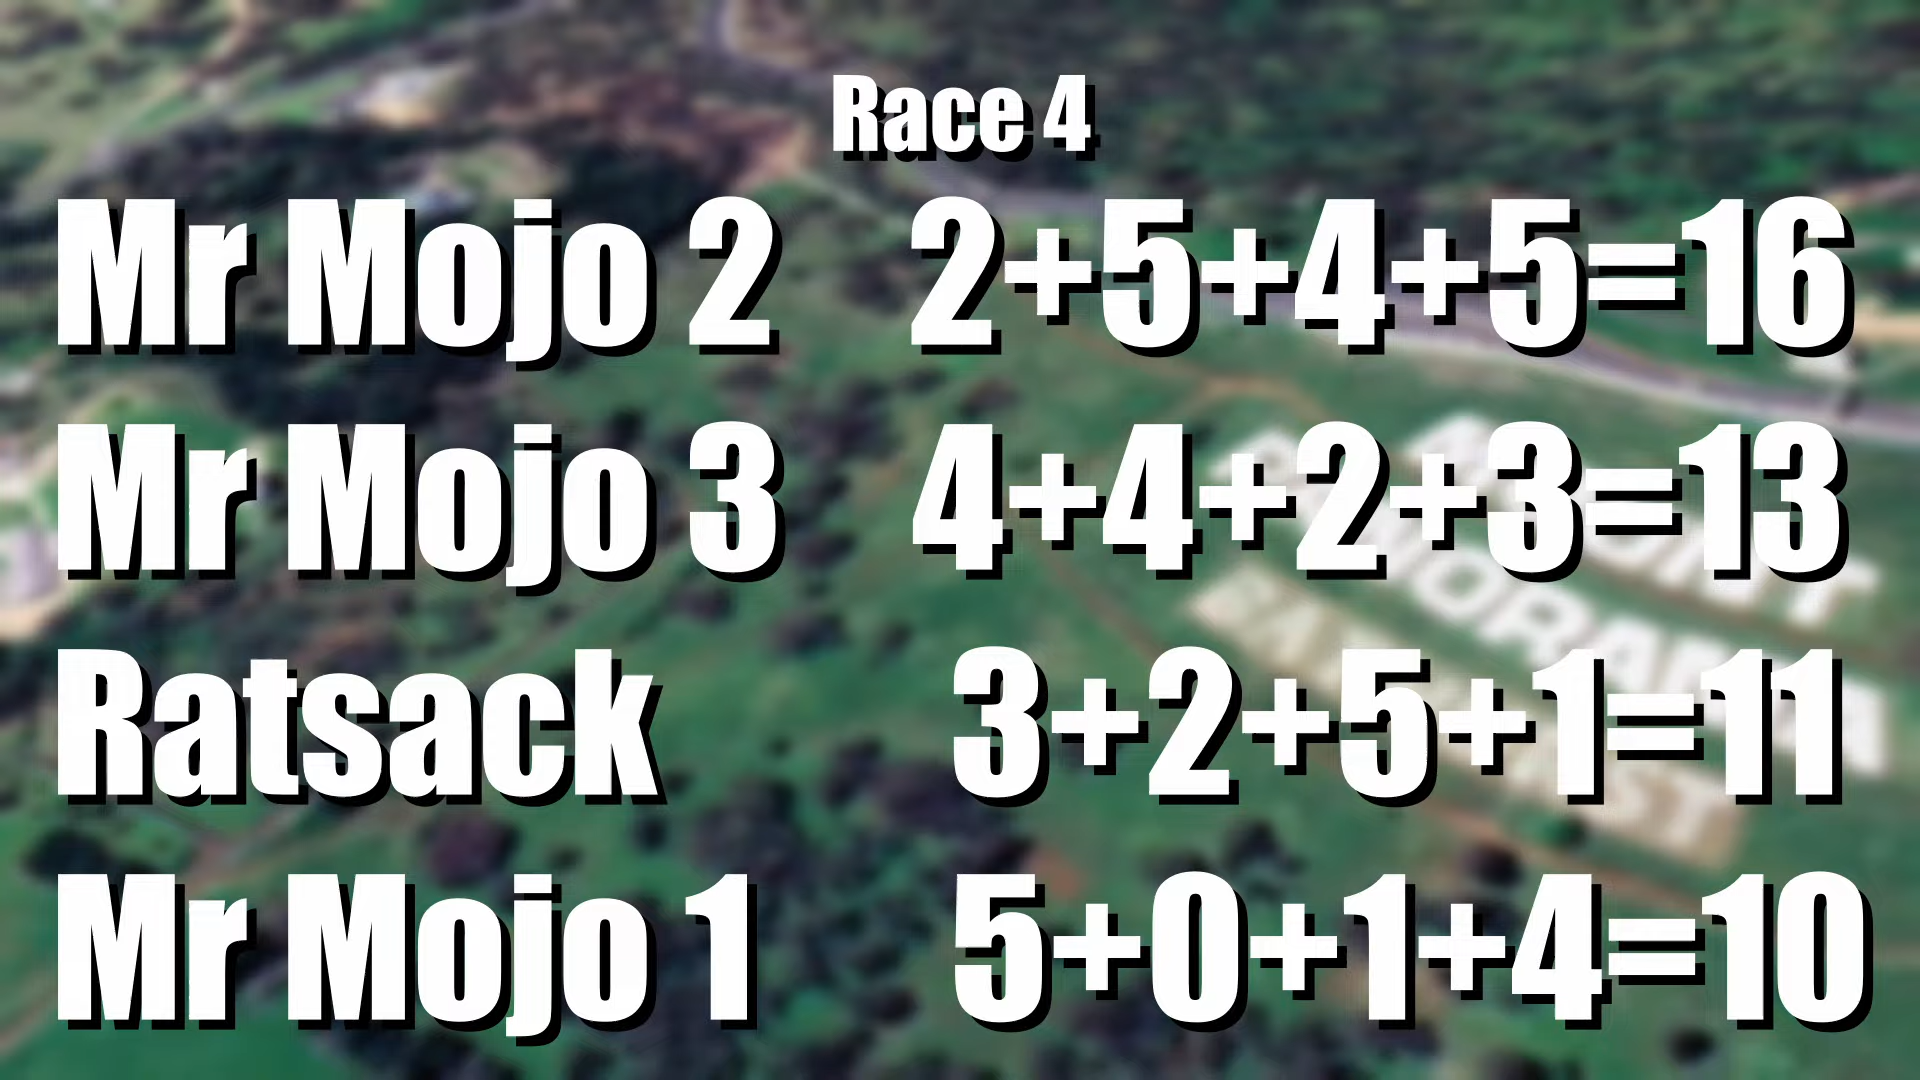 Race 4
Mr Mojo 2 2+5+4+5=16
Mr Mojo 3 4+4+2+3=13
Ratsack 3+2+5+1=11
Mr Mojo 1 5+0+1+4=10